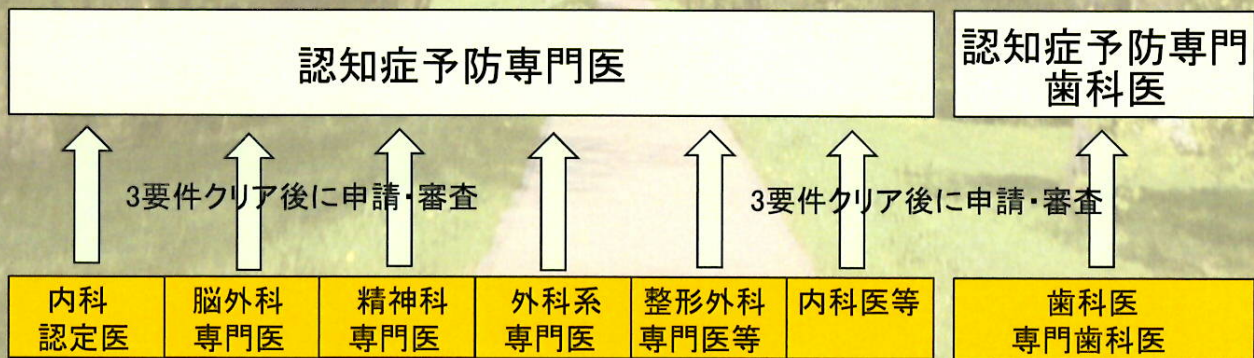 認知症予防専門医
認知症予防専門
歯科医
3要件クリア後に申請・審査
3要件クリア後に申請・審査
内科
認定医
脳外科
専門医
精神科
専門医
外科系
専門医
整形外科
専門医等
内科医等
歯科医
専門歯科医